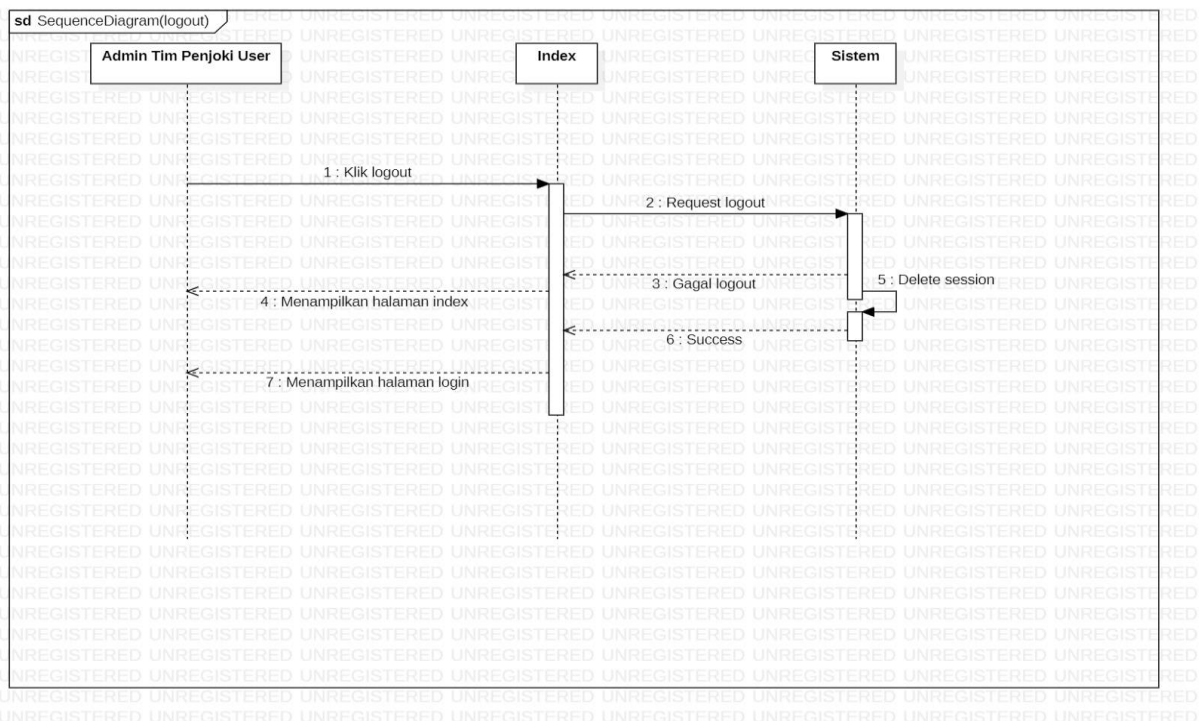 sd SequenceDiagram(logout)
Admin Tim Penjoki User
Index
Sistem
1 : Klik logout
2 : Request logout
3 : Gagal logout
5 : Delete session
4 : Menampilkan halaman index
6 : Success
7 : Menampilkan halaman login
UNREGISTERED